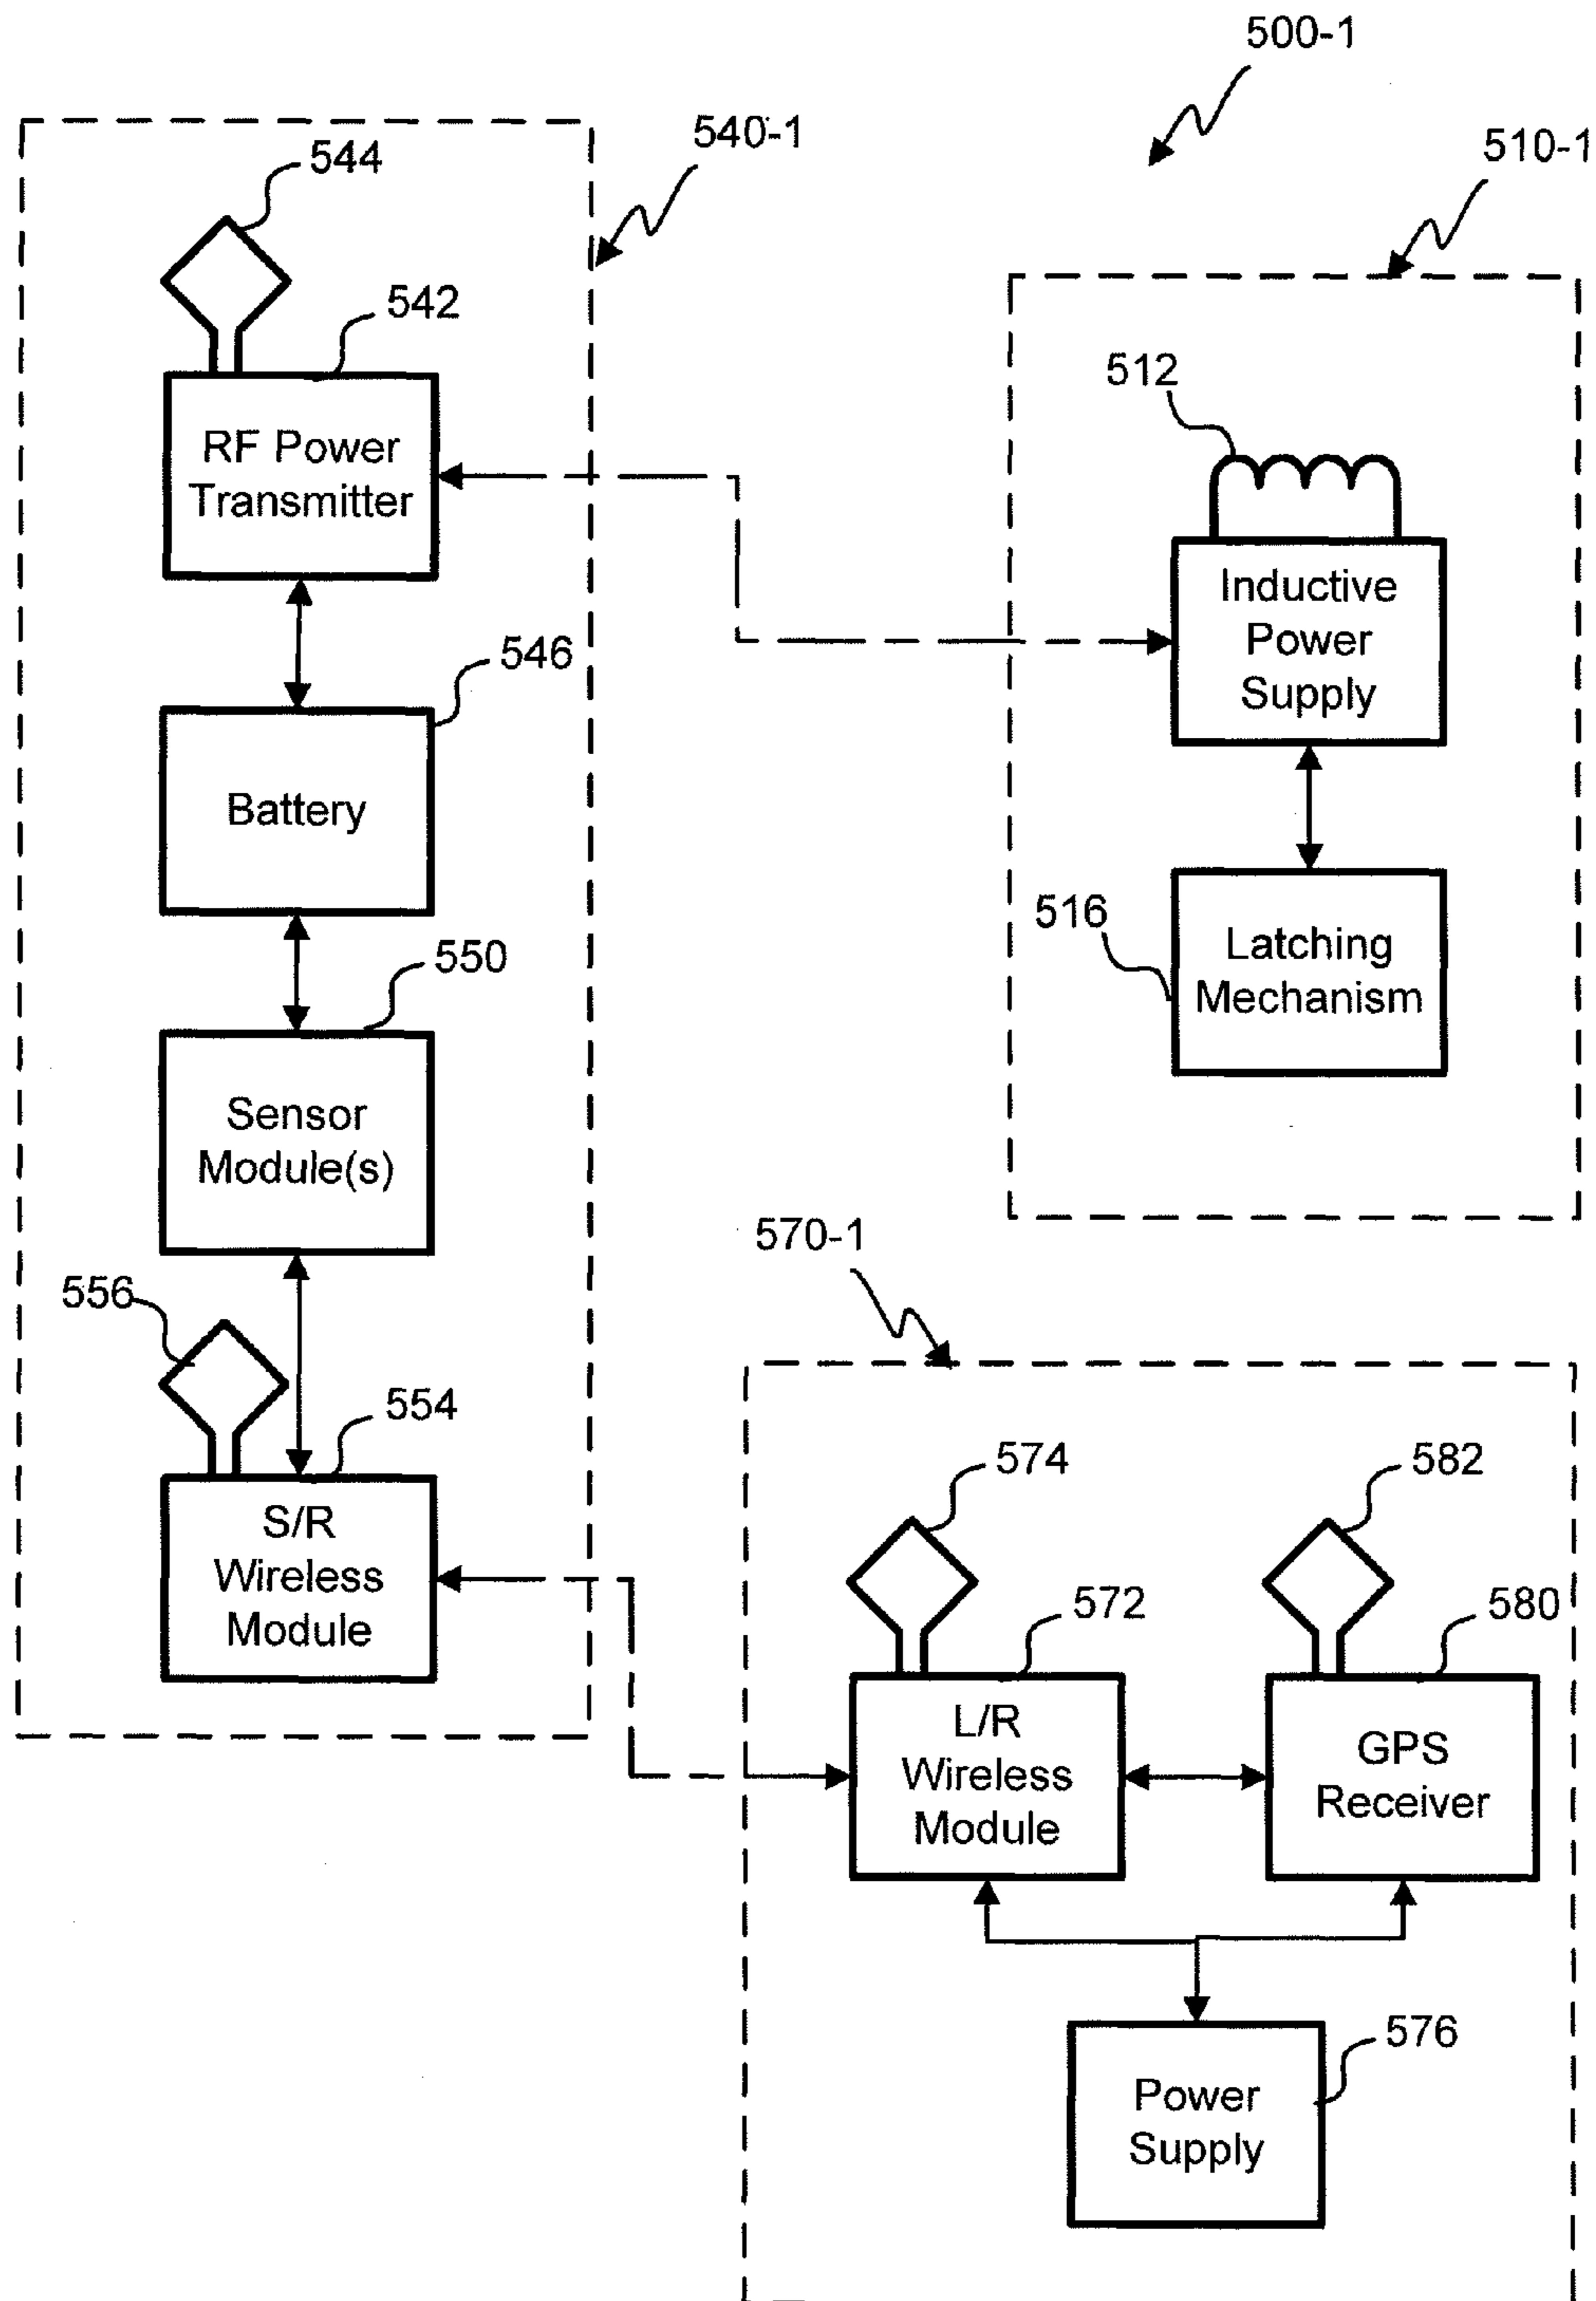 500-1
540-1
510-1
544
542
RF Power
Transmitter
512
Inductive
Power
Supply
546
Battery
516
Latching
Mechanism
550
Sensor
Module(s)
570-1
556
554
S/R
Wireless
Module
574
582
572
580
L/R
Wireless
Module
GPS
Receiver
576
Power
Supply